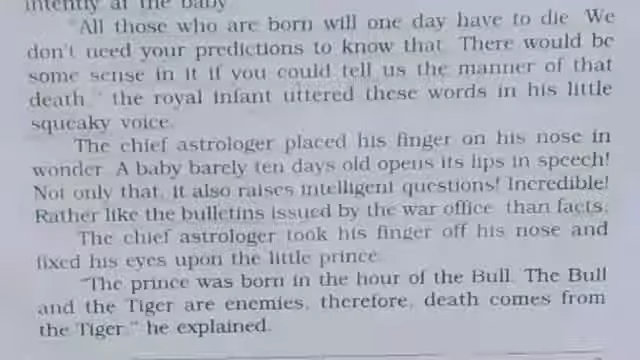 intently at the baby
"All those who are born will one day have to die. We
don't need your predictions to know that. There would be
some sense in it if you could tell us the manner of that
death," the royal infant uttered these words in his little
squeaky voice.
The chief astrologer placed his finger on his nose in
wonder. A baby barely ten days old opens its lips in speech!
Not only that, it also raises intelligent questions! Incredible!
Rather like the bulletins issued by the war office, than facts.
The chief astrologer took his finger off his nose and
fixed his eyes upon the little prince.
"The prince was born in the hour of the Bull. The Bull
and the Tiger are enemies, therefore, death comes from
the Tiger," he explained.